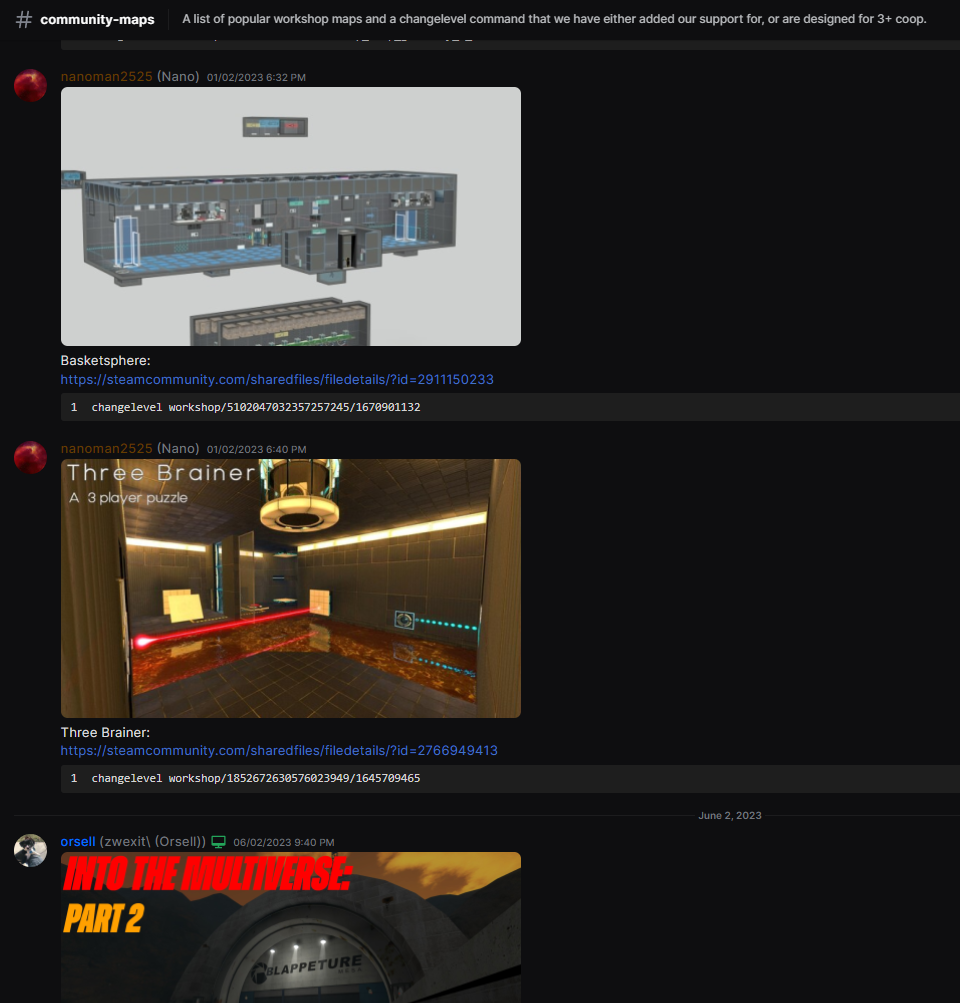 community-maps
A list of popular workshop maps and a changelevel command that we have either added our support for, or are designed for 3+ coop.
nanoman2525 (Nano) 01/02/2023 6:32 PM
Basketsphere:
https://steamcommunity.com/sharedfiles/filedetails/?id=2911150233
1 changelevel workshop/5102047032357257245/1670901132
nanoman2525 (Nano) 01/02/2023 6:40 PM
Three Brainer
A 3 player puzzle
Three Brainer:
https://steamcommunity.com/sharedfiles/filedetails/?id=2766949413
1 changelevel workshop/1852672630576023949/1645709465
June 2, 2023
orsell (zwexit\ (Orsell)) 06/02/2023 9:40 PM
INTO THE MULTIVERSE:
PART 2
BLAPPETURE